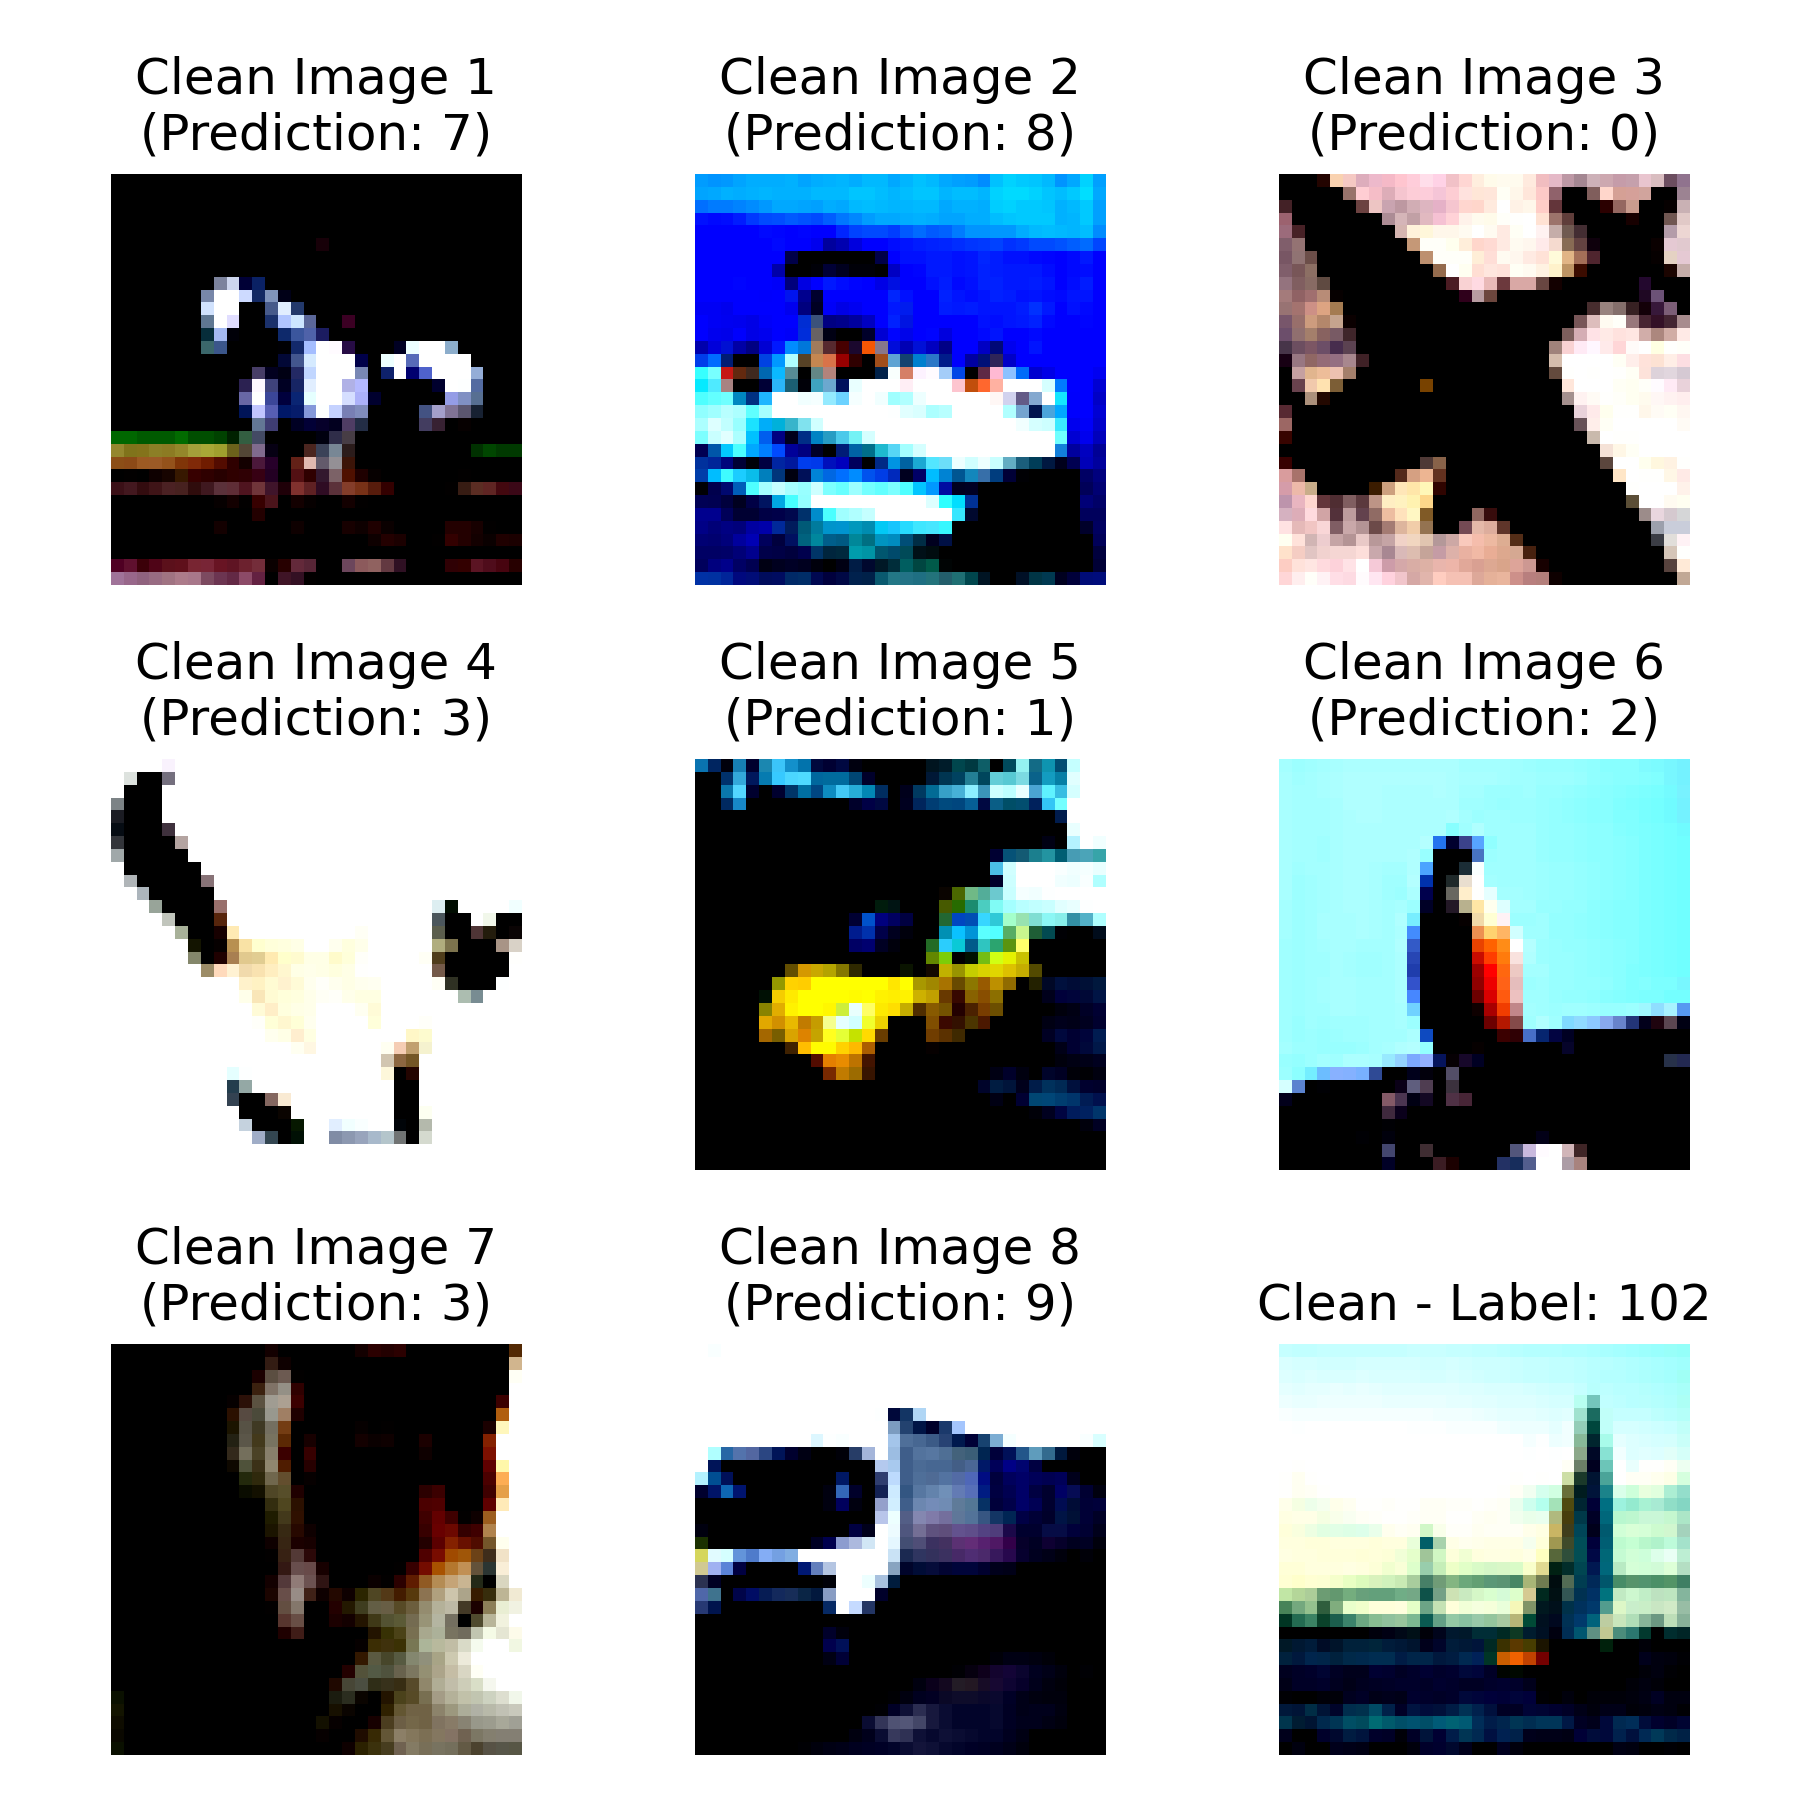 Clean Image 1
(Prediction: 7)
Clean Image 2
(Prediction: 8)
Clean Image 3
(Prediction: 0)
Clean Image 4
(Prediction: 3)
Clean Image 5
(Prediction: 1)
Clean Image 6
(Prediction: 2)
Clean Image 7
(Prediction: 3)
Clean Image 8
(Prediction: 9)
Clean - Label: 102